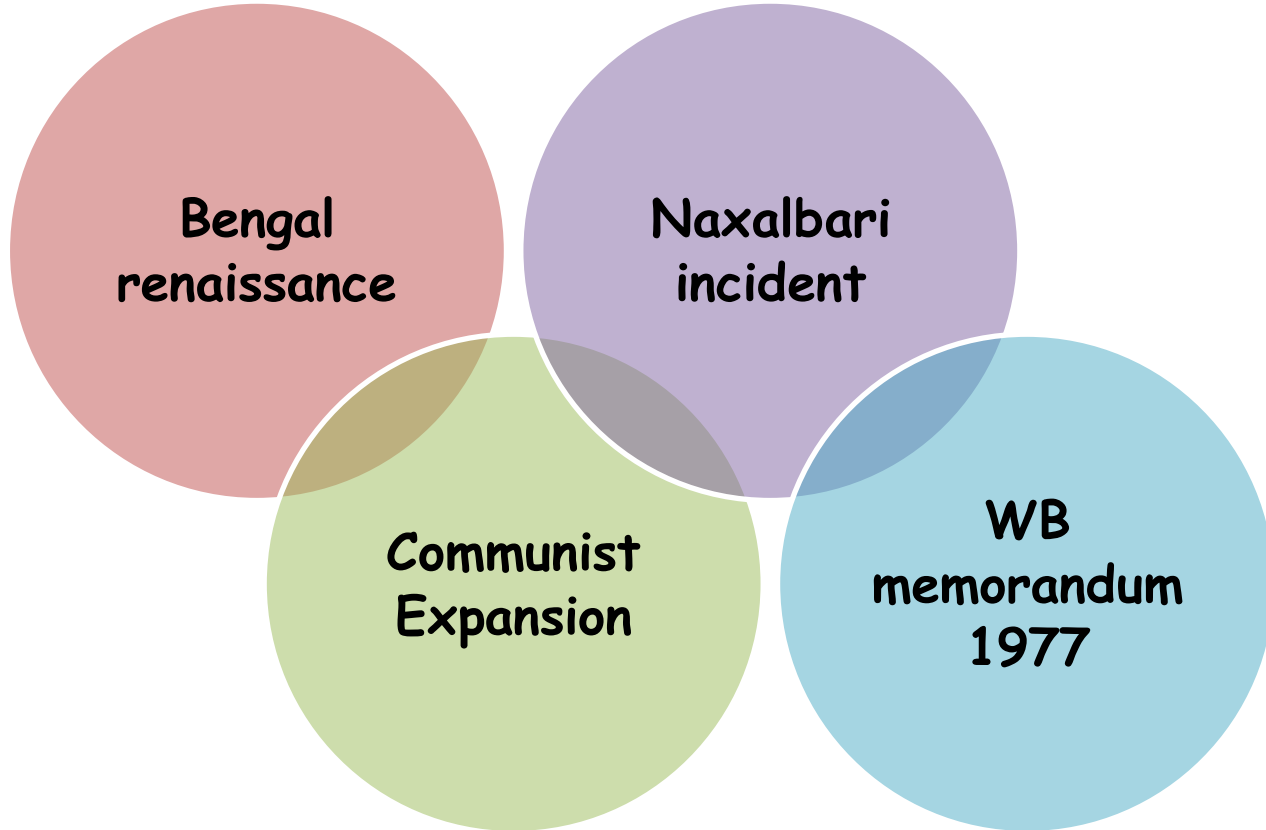 Bengal
renaissance
Naxalbari
incident
Communist
Expansion
WB
memorandum
1977